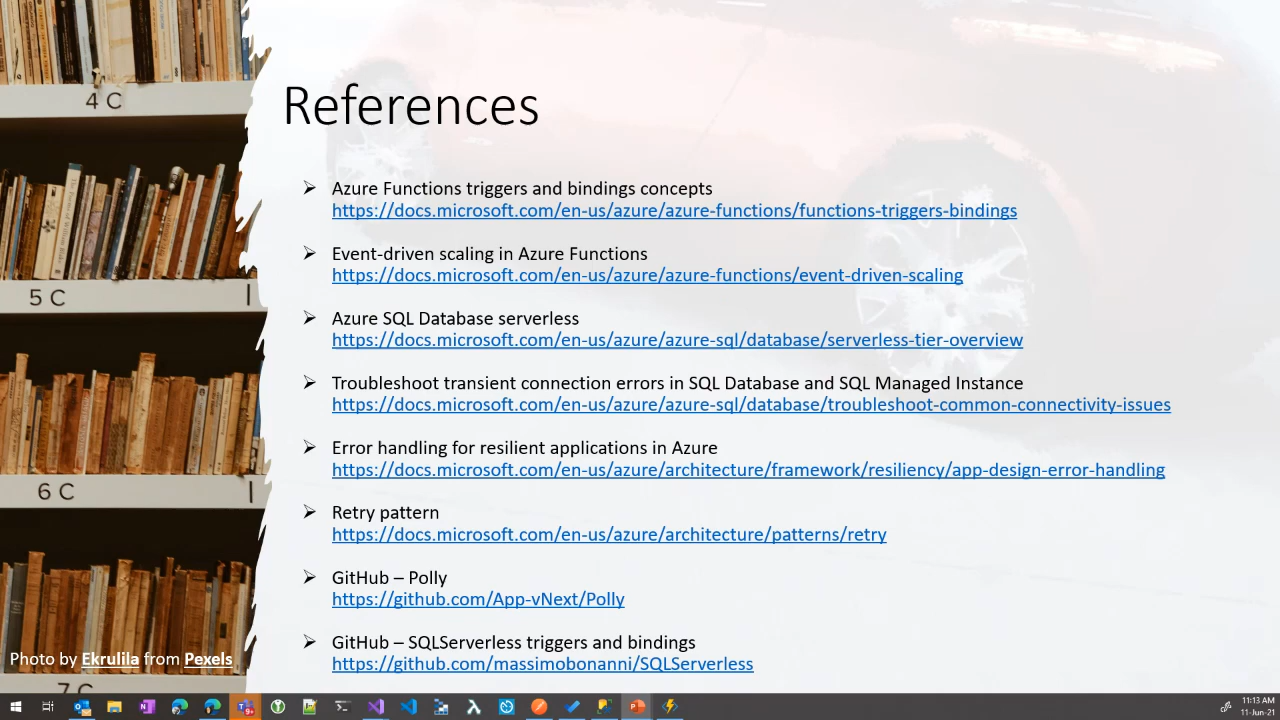 4 C
5 C
6 C
7 C
References
Azure Functions triggers and bindings concepts
https://docs.microsoft.com/en-us/azure/azure-functions/functions-triggers-bindings
Event-driven scaling in Azure Functions
https://docs.microsoft.com/en-us/azure/azure-functions/event-driven-scaling
Azure SQL Database serverless
https://docs.microsoft.com/en-us/azure/azure-sql/database/serverless-tier-overview
Troubleshoot transient connection errors in SQL Database and SQL Managed Instance
https://docs.microsoft.com/en-us/azure/azure-sql/database/troubleshoot-common-connectivity-issues
Error handling for resilient applications in Azure
https://docs.microsoft.com/en-us/azure/architecture/framework/resiliency/app-design-error-handling
Retry pattern
https://docs.microsoft.com/en-us/azure/architecture/patterns/retry
GitHub – Polly
https://github.com/App-vNext/Polly
GitHub – SQLServerless triggers and bindings
https://github.com/massimobonanni/SQLServerless
Photo by Ekrulila from Pexels
11:13 AM
11-Jun-21